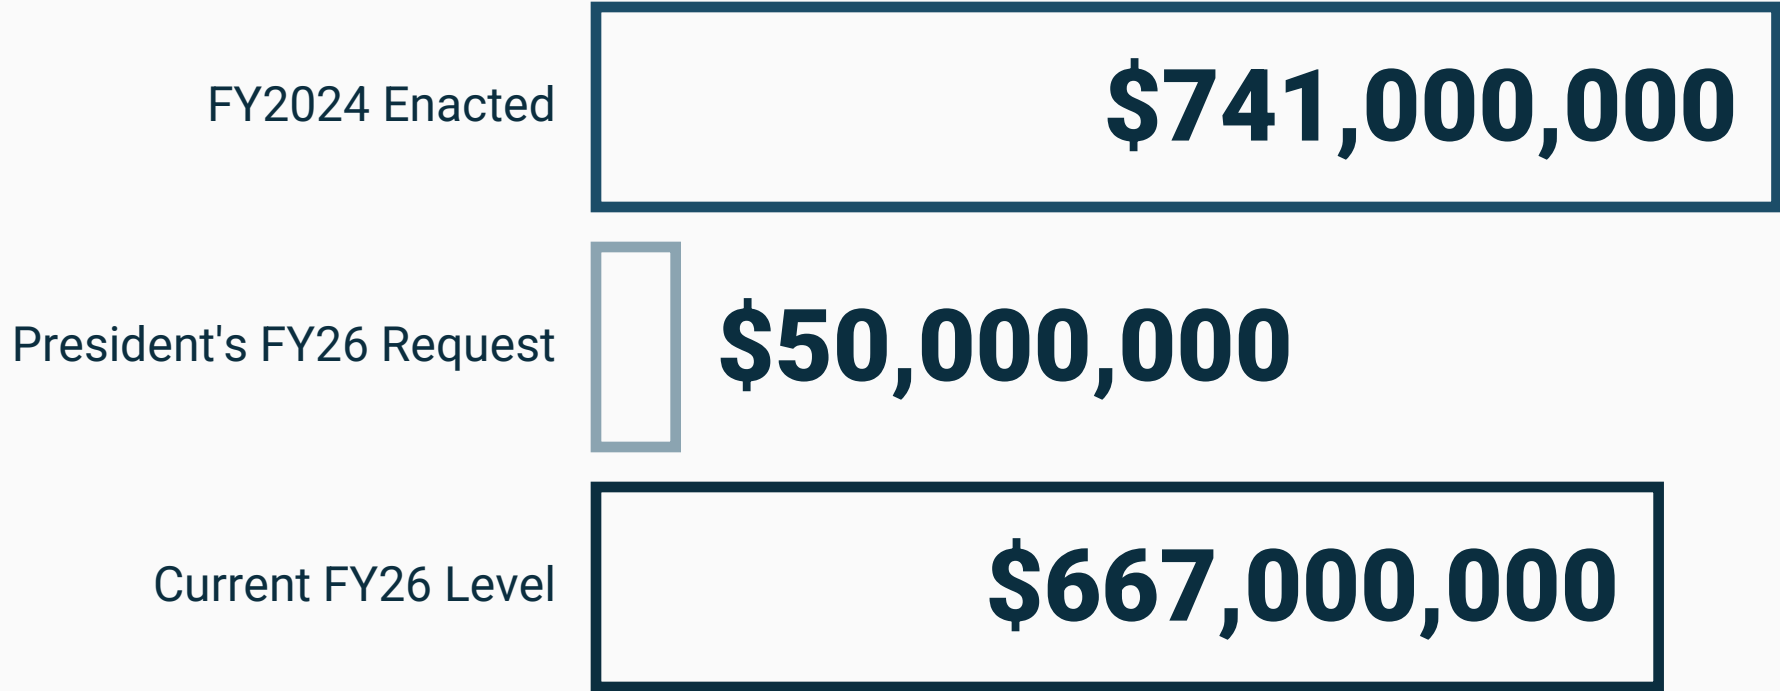 FY2024 Enacted
$741,000,000
President's FY26 Request
$50,000,000
Current FY26 Level
$667,000,000